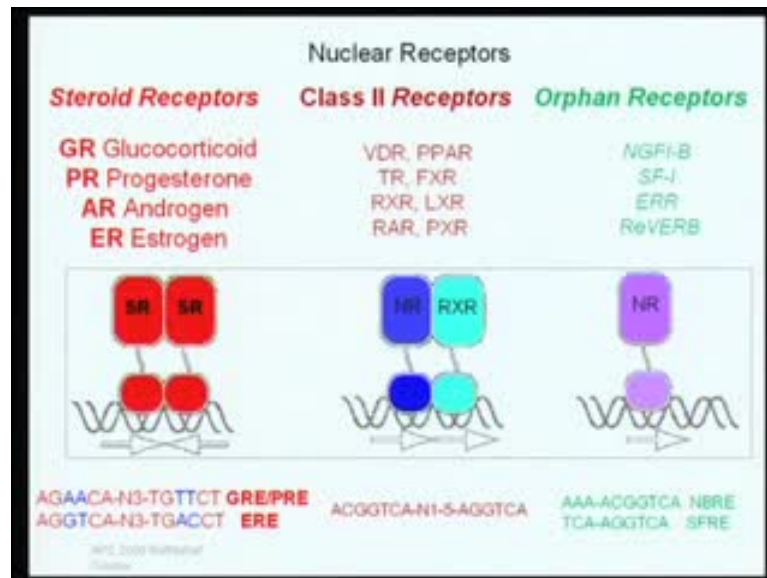 Nuclear Receptors
Steroid Receptors
GR Glucocorticoid
PR Progesterone
AR Androgen
ER Estrogen
Class II Receptors
VDR, PPAR
TR, FXR
RXR, LXR
RAR, PXR
Orphan Receptors
NGFI-B
SF-I
ERR
ReVERB
SR SR
NR RXR
NR
AGAACA-N3-TGTTCT GRE/PRE
AGGTCA-N3-TGACCT ERE
ACGGTCA-N1-5-AGGTCA
AAA-ACGGTCA NBRE
TCA-AGGTCA SFRE